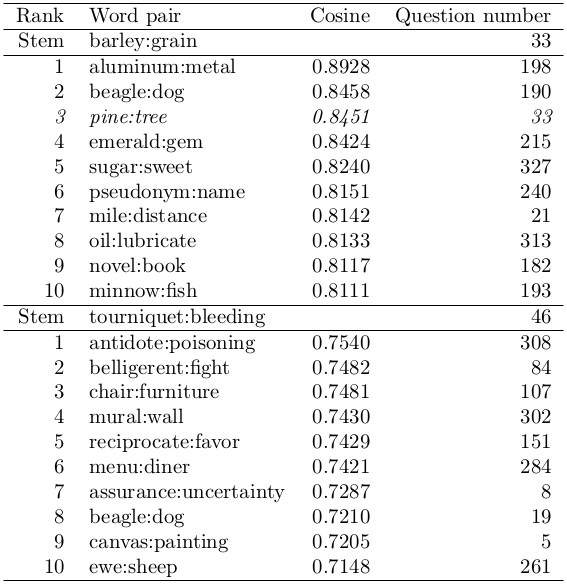 Rank Word pair Cosine Question number
Stem barley:grain 33
1 aluminum:metal 0.8928 198
2 beagle:dog 0.8458 190
3 pine:tree 0.8451 33
4 emerald:gem 0.8424 215
5 sugar:sweet 0.8240 327
6 pseudonym:name 0.8151 240
7 mile:distance 0.8142 21
8 oil:lubricate 0.8133 313
9 novel:book 0.8117 182
10 minnow:fish 0.8111 193
Stem tourniquet:bleeding 46
1 antidote:poisoning 0.7540 308
2 belligerent:fight 0.7482 84
3 chair:furniture 0.7481 107
4 mural:wall 0.7430 302
5 reciprocate:favor 0.7429 151
6 menu:diner 0.7421 284
7 assurance:uncertainty 0.7287 8
8 beagle:dog 0.7210 19
9 canvas:painting 0.7205 5
10 ewe:sheep 0.7148 261